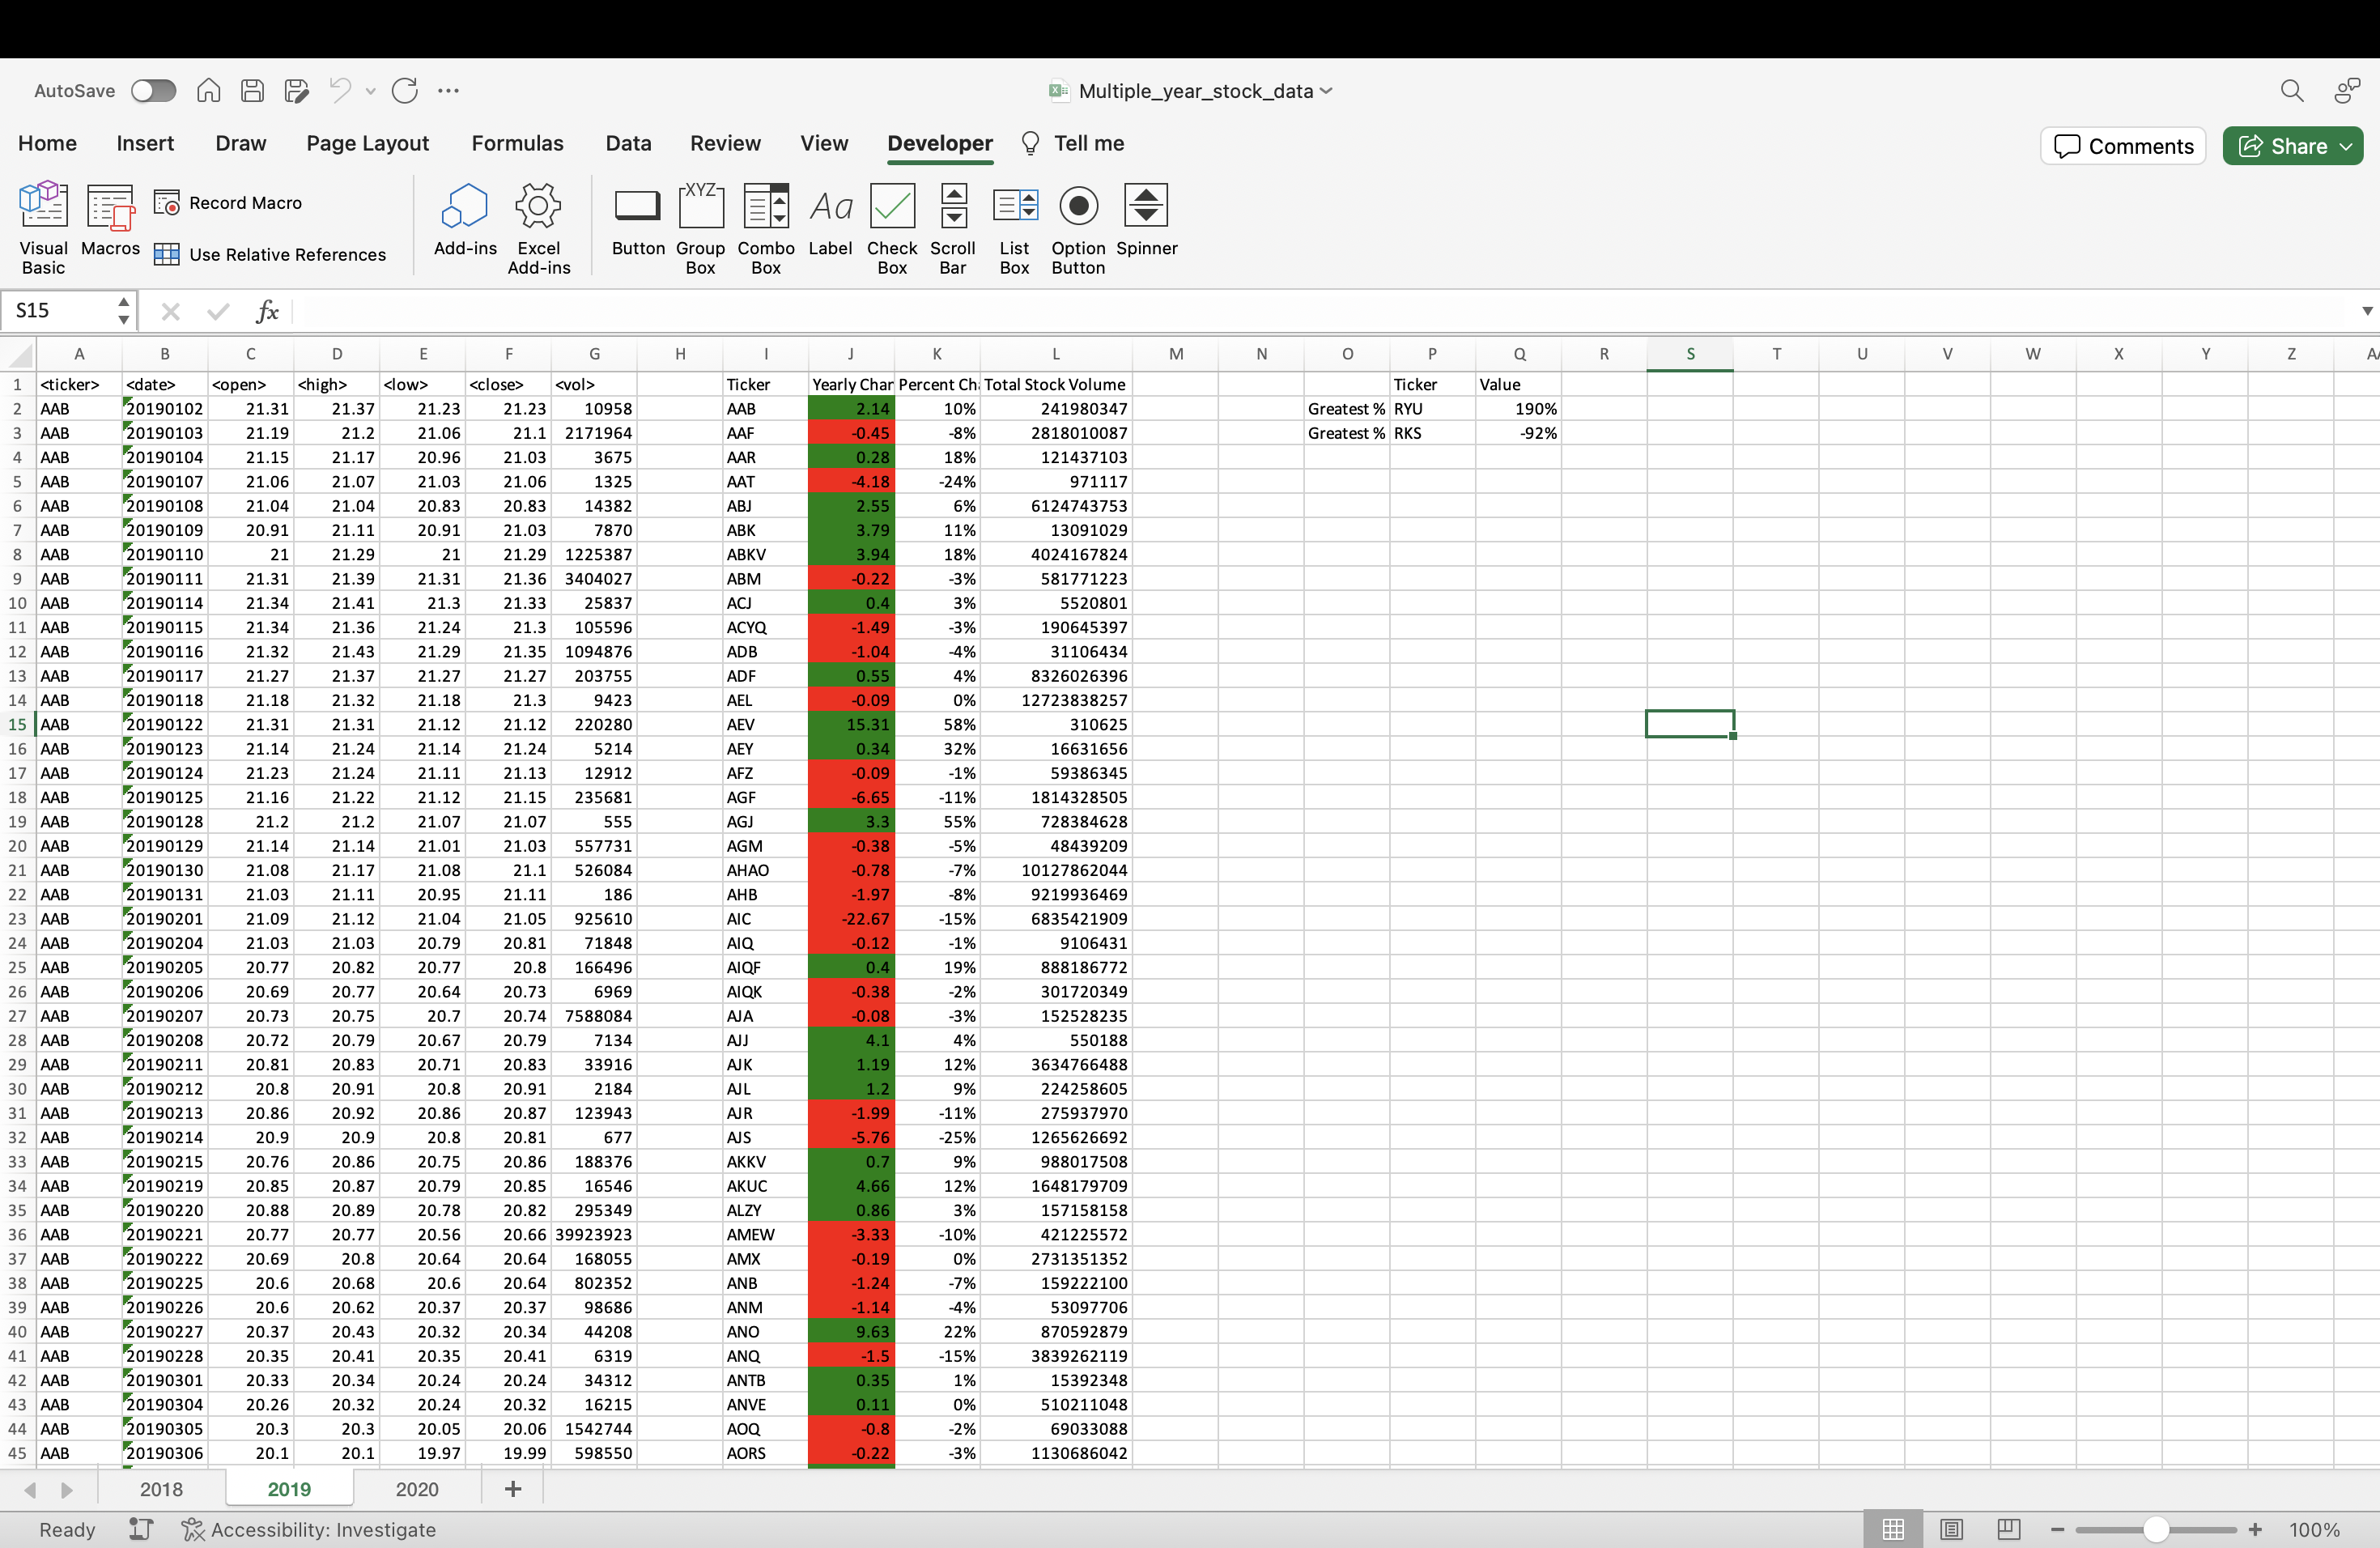 AutoSave
Multiple_year_stock_data
Home Insert Draw Page Layout Formulas Data Review View Developer Tell me
Comments Share
Visual Basic Macros Record Macro Use Relative References Add-ins Excel Add-ins Button Group Box Combo Box Label Check Box Scroll Bar List Box Option Button Spinner
XYZ Aa
S15 fx
A B C D E F G H I J K L M N O P Q R S T U V W X Y Z
1 <ticker> <date> <open> <high> <low> <close> <vol> Ticker Yearly Char Percent Ch Total Stock Volume Ticker Value
2 AAB 20190102 21.31 21.37 21.23 21.23 10958 AAB 2.14 10% 241980347 Greatest % RYU 190%
3 AAB 20190103 21.19 21.2 21.06 21.1 2171964 AAF -0.45 -8% 2818010087 Greatest % RKS -92%
4 AAB 20190104 21.15 21.17 20.96 21.03 3675 AAR 0.28 18% 121437103
5 AAB 20190107 21.06 21.07 21.03 21.06 1325 AAT -4.18 -24% 971117
6 AAB 20190108 21.04 21.04 20.83 20.83 14382 ABJ 2.55 6% 6124743753
7 AAB 20190109 20.91 21.11 20.91 21.03 7870 ABK 3.79 11% 13091029
8 AAB 20190110 21 21.29 21 21.29 1225387 ABKV 3.94 18% 4024167824
9 AAB 20190111 21.31 21.39 21.31 21.36 3404027 ABM -0.22 -3% 581771223
10 AAB 20190114 21.34 21.41 21.3 21.33 25837 ACJ 0.4 3% 5520801
11 AAB 20190115 21.34 21.36 21.24 21.3 105596 ACYQ -1.49 -3% 190645397
12 AAB 20190116 21.32 21.43 21.29 21.35 1094876 ADB -1.04 -4% 31106434
13 AAB 20190117 21.27 21.37 21.27 21.27 203755 ADF 0.55 4% 8326026396
14 AAB 20190118 21.18 21.32 21.18 21.3 9423 AEL -0.09 0% 12723838257
15 AAB 20190122 21.31 21.31 21.12 21.12 220280 AEV 15.31 58% 310625
16 AAB 20190123 21.14 21.24 21.14 21.24 5214 AEY 0.34 32% 16631656
17 AAB 20190124 21.23 21.24 21.11 21.13 12912 AFZ -0.09 -1% 59386345
18 AAB 20190125 21.16 21.22 21.12 21.15 235681 AGF -6.65 -11% 1814328505
19 AAB 20190128 21.2 21.2 21.07 21.07 555 AGJ 3.3 55% 728384628
20 AAB 20190129 21.14 21.14 21.01 21.03 557731 AGM -0.38 -5% 48439209
21 AAB 20190130 21.08 21.17 21.08 21.1 526084 AHAO -0.78 -7% 10127862044
22 AAB 20190131 21.03 21.11 20.95 21.11 186 AHB -1.97 -8% 9219936469
23 AAB 20190201 21.09 21.12 21.04 21.05 925610 AIC -22.67 -15% 6835421909
24 AAB 20190204 21.03 21.03 20.79 20.81 71848 AIQ -0.12 -1% 9106431
25 AAB 20190205 20.77 20.82 20.77 20.8 166496 AIQF 0.4 19% 888186772
26 AAB 20190206 20.69 20.77 20.64 20.73 6969 AIQK -0.38 -2% 301720349
27 AAB 20190207 20.73 20.75 20.7 20.74 7588084 AJA -0.08 -3% 152528235
28 AAB 20190208 20.72 20.79 20.67 20.79 7134 AJJ 4.1 4% 550188
29 AAB 20190211 20.81 20.83 20.71 20.83 33916 AJK 1.19 12% 3634766488
30 AAB 20190212 20.8 20.91 20.8 20.91 2184 AJL 1.2 9% 224258605
31 AAB 20190213 20.86 20.92 20.86 20.87 123943 AJR -1.99 -11% 275937970
32 AAB 20190214 20.9 20.9 20.8 20.81 677 AJS -5.76 -25% 1265626692
33 AAB 20190215 20.76 20.86 20.75 20.86 188376 AKKV 0.7 9% 988017508
34 AAB 20190219 20.85 20.87 20.79 20.85 16546 AKUC 4.66 12% 1648179709
35 AAB 20190220 20.88 20.89 20.78 20.82 295349 ALZY 0.86 3% 157158158
36 AAB 20190221 20.77 20.77 20.56 20.66 39923923 AMEW -3.33 -10% 421225572
37 AAB 20190222 20.69 20.8 20.64 20.64 168055 AMX -0.19 0% 2731351352
38 AAB 20190225 20.6 20.68 20.6 20.64 802352 ANB -1.24 -7% 159222100
39 AAB 20190226 20.6 20.62 20.37 20.37 98686 ANM -1.14 -4% 53097706
40 AAB 20190227 20.37 20.43 20.32 20.34 44208 ANO 9.63 22% 870592879
41 AAB 20190228 20.35 20.41 20.35 20.41 6319 ANQ -1.5 -15% 3839262119
42 AAB 20190301 20.33 20.34 20.24 20.24 34312 ANTB 0.35 1% 15392348
43 AAB 20190304 20.26 20.32 20.24 20.32 16215 ANVE 0.11 0% 510211048
44 AAB 20190305 20.3 20.3 20.05 20.06 1542744 AOQ -0.8 -2% 69033088
45 AAB 20190306 20.1 20.1 19.97 19.99 598550 AORS -0.22 -3% 1130686042
2018 2019 2020 +
Ready Accessibility: Investigate 100%